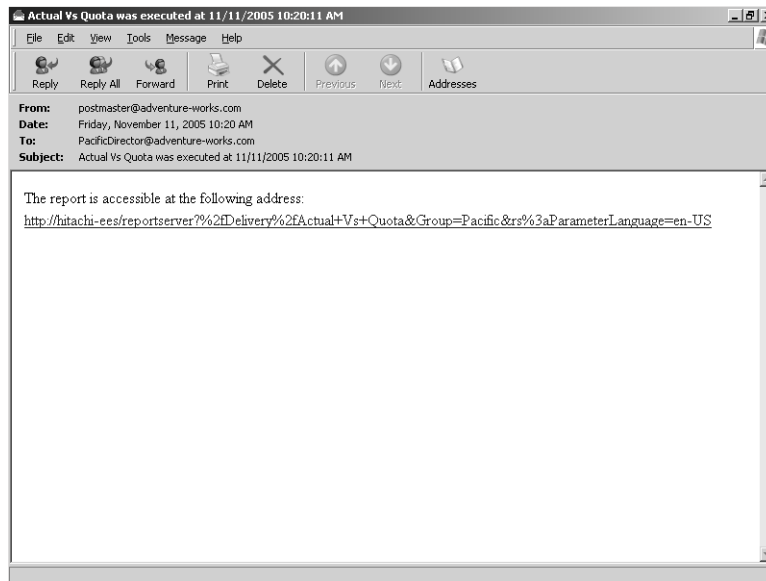 Actual Vs Quota was executed at 11/11/2005 10:20:11 AM
File Edit View Tools Message Help
Reply Reply All Forward Print Delete Previous Next Addresses
From: postmaster@adventure-works.com
Date: Friday, November 11, 2005 10:20 AM
To: PacificDirector@adventure-works.com
Subject: Actual Vs Quota was executed at 11/11/2005 10:20:11 AM
The report is accessible at the following address:
http://hitachi-ees/reportserver?%2fDelivery%2fActual+Vs+Quota&Group=Pacific&rs%3aParameterLanguage=en-US